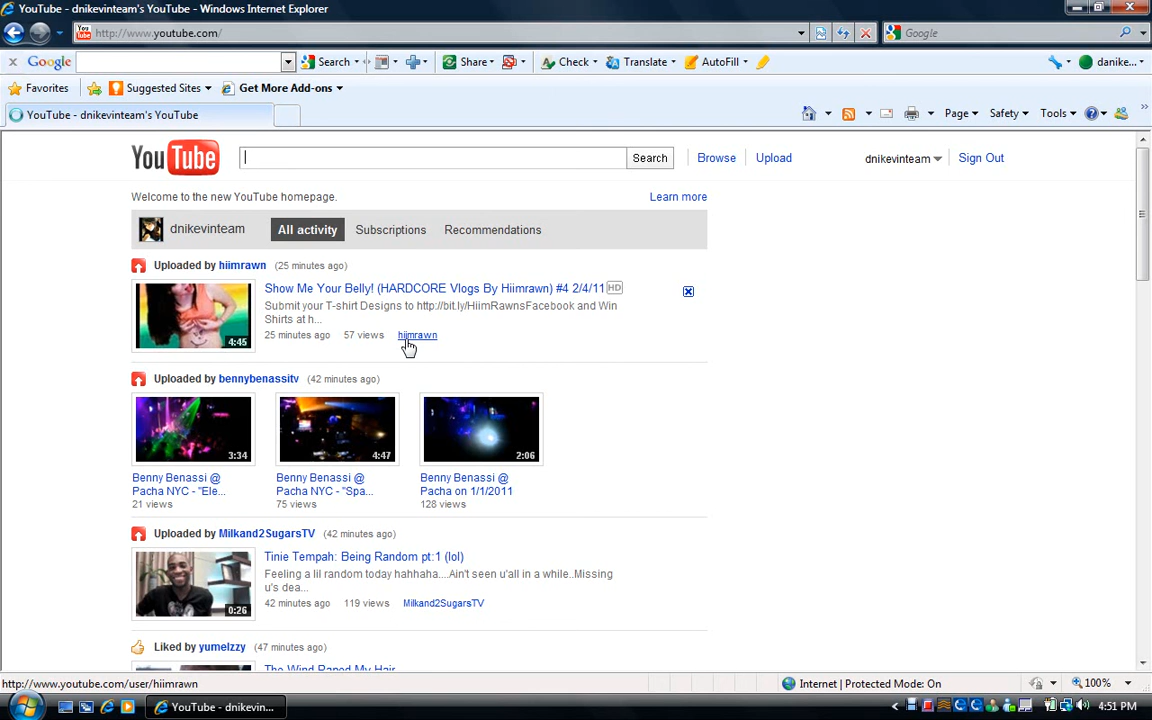 YouTube - dnikevinteam's YouTube - Windows Internet Explorer
http://www.youtube.com/
Google
Google Search Share Check Translate AutoFill danike...
Favorites Suggested Sites Get More Add-ons
YouTube - dnikevinteam's YouTube Page Safety Tools
YouTube Search Browse Upload dnikevinteam Sign Out
Welcome to the new YouTube homepage. Learn more
dnikevinteam All activity Subscriptions Recommendations
Uploaded by hiimrawn (25 minutes ago)
Show Me Your Belly! (HARDCORE Vlogs By Hiimrawn) #4 2/4/11 HD
Submit your T-shirt Designs to http://bit.ly/HiimRawnsFacebook and Win
Shirts at h...
4:45 25 minutes ago 57 views hiimrawn
Uploaded by bennybenassitv (42 minutes ago)
3:34 4:47 2:06
Benny Benassi @ Benny Benassi @ Benny Benassi @
Pacha NYC - "Ele... Pacha NYC - "Spa... Pacha on 1/1/2011
21 views 75 views 128 views
Uploaded by Milkand2SugarsTV (42 minutes ago)
Tinie Tempah: Being Random pt:1 (lol)
Feeling a lil random today hahhaha....Ain't seen u'all in a while..Missing
u's dea...
0:26 42 minutes ago 119 views Milkand2SugarsTV
Liked by yumelzzy (47 minutes ago)
The Wind Raped My Hair
http://www.youtube.com/user/hiimrawn Internet | Protected Mode: On 100%
YouTube - dnikevin... 4:51 PM